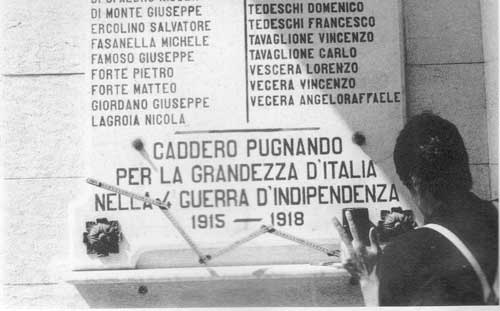 DI MONTE GIUSEPPE
ERCOLINO SALVATORE
FASANELLA MICHELE
FAMOSO GIUSEPPE
FORTE PIETRO
FORTE MATTEO
GIORDANO GIUSEPPE
LAGROIA NICOLA
TEDESCHI DOMENICO
TEDESCHI FRANCESCO
TAVAGLIONE VINCENZO
TAVAGLIONE CARLO
VESCERA LORENZO
VECERA VINCENZO
VECERA ANGELORAFFAELE
CADDERO PUGNANDO
PER LA GRANDEZZA D'ITALIA
NELLA 4 GUERRA D'INDIPENDENZA
1915 — 1918